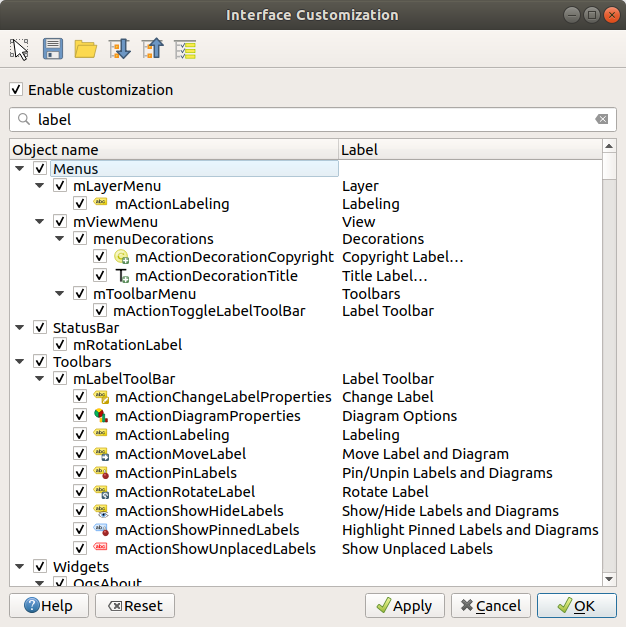 Interface Customization
Enable customization
label
Object name Label
Menus
mLayerMenu Layer
mActionLabeling Labeling
mViewMenu View
menuDecorations Decorations
mActionDecorationCopyright Copyright Label...
mActionDecorationTitle Title Label...
mToolbarMenu Toolbars
mActionToggleLabelToolBar Label Toolbar
StatusBar
mRotationLabel
Toolbars
mLabelToolBar Label Toolbar
mActionChangeLabelProperties Change Label
mActionDiagramProperties Diagram Options
mActionLabeling Labeling
mActionMoveLabel Move Label and Diagram
mActionPinLabels Pin/Unpin Labels and Diagrams
mActionRotateLabel Rotate Label
mActionShowHideLabels Show/Hide Labels and Diagrams
mActionShowPinnedLabels Highlight Pinned Labels and Diagrams
mActionShowUnplacedLabels Show Unplaced Labels
Widgets
QgsAbout
Help Reset Apply Cancel OK